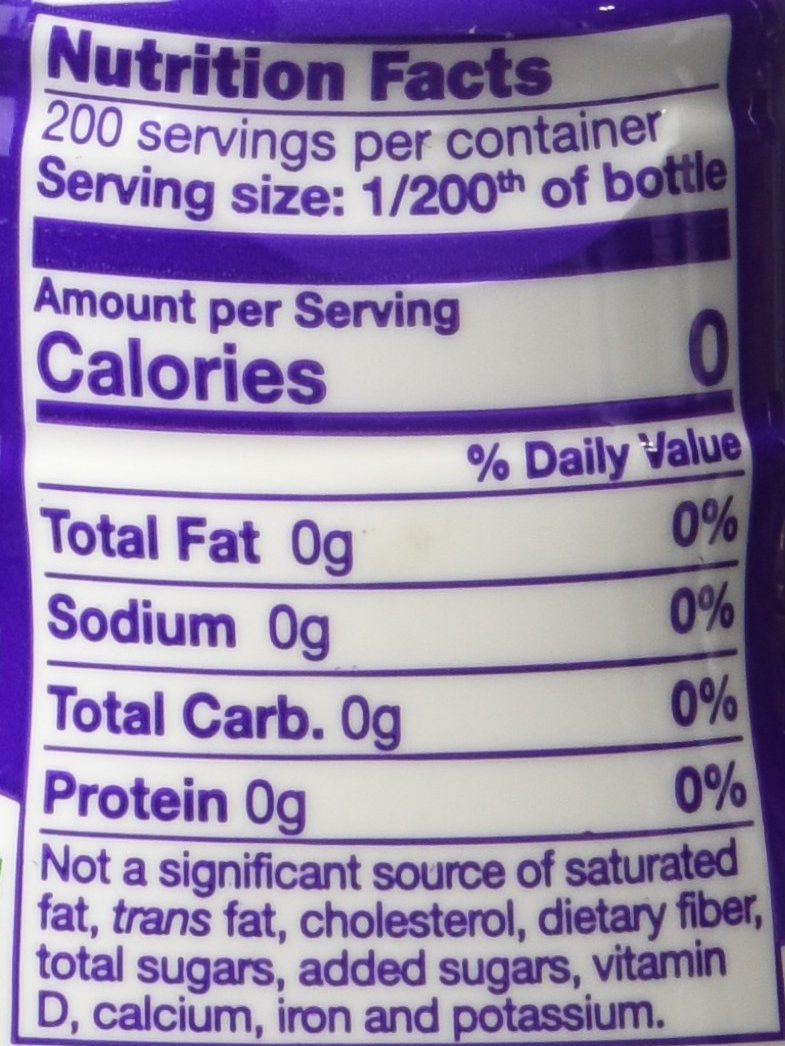 Nutrition Facts
200 servings per container
Serving size: 1/200th of bottle
Amount per Serving
Calories 0
% Daily Value
Total Fat 0g 0%
Sodium 0g 0%
Total Carb. 0g 0%
Protein 0g 0%
Not a significant source of saturated
fat, trans fat, cholesterol, dietary fiber,
total sugars, added sugars, vitamin
D, calcium, iron and potassium.